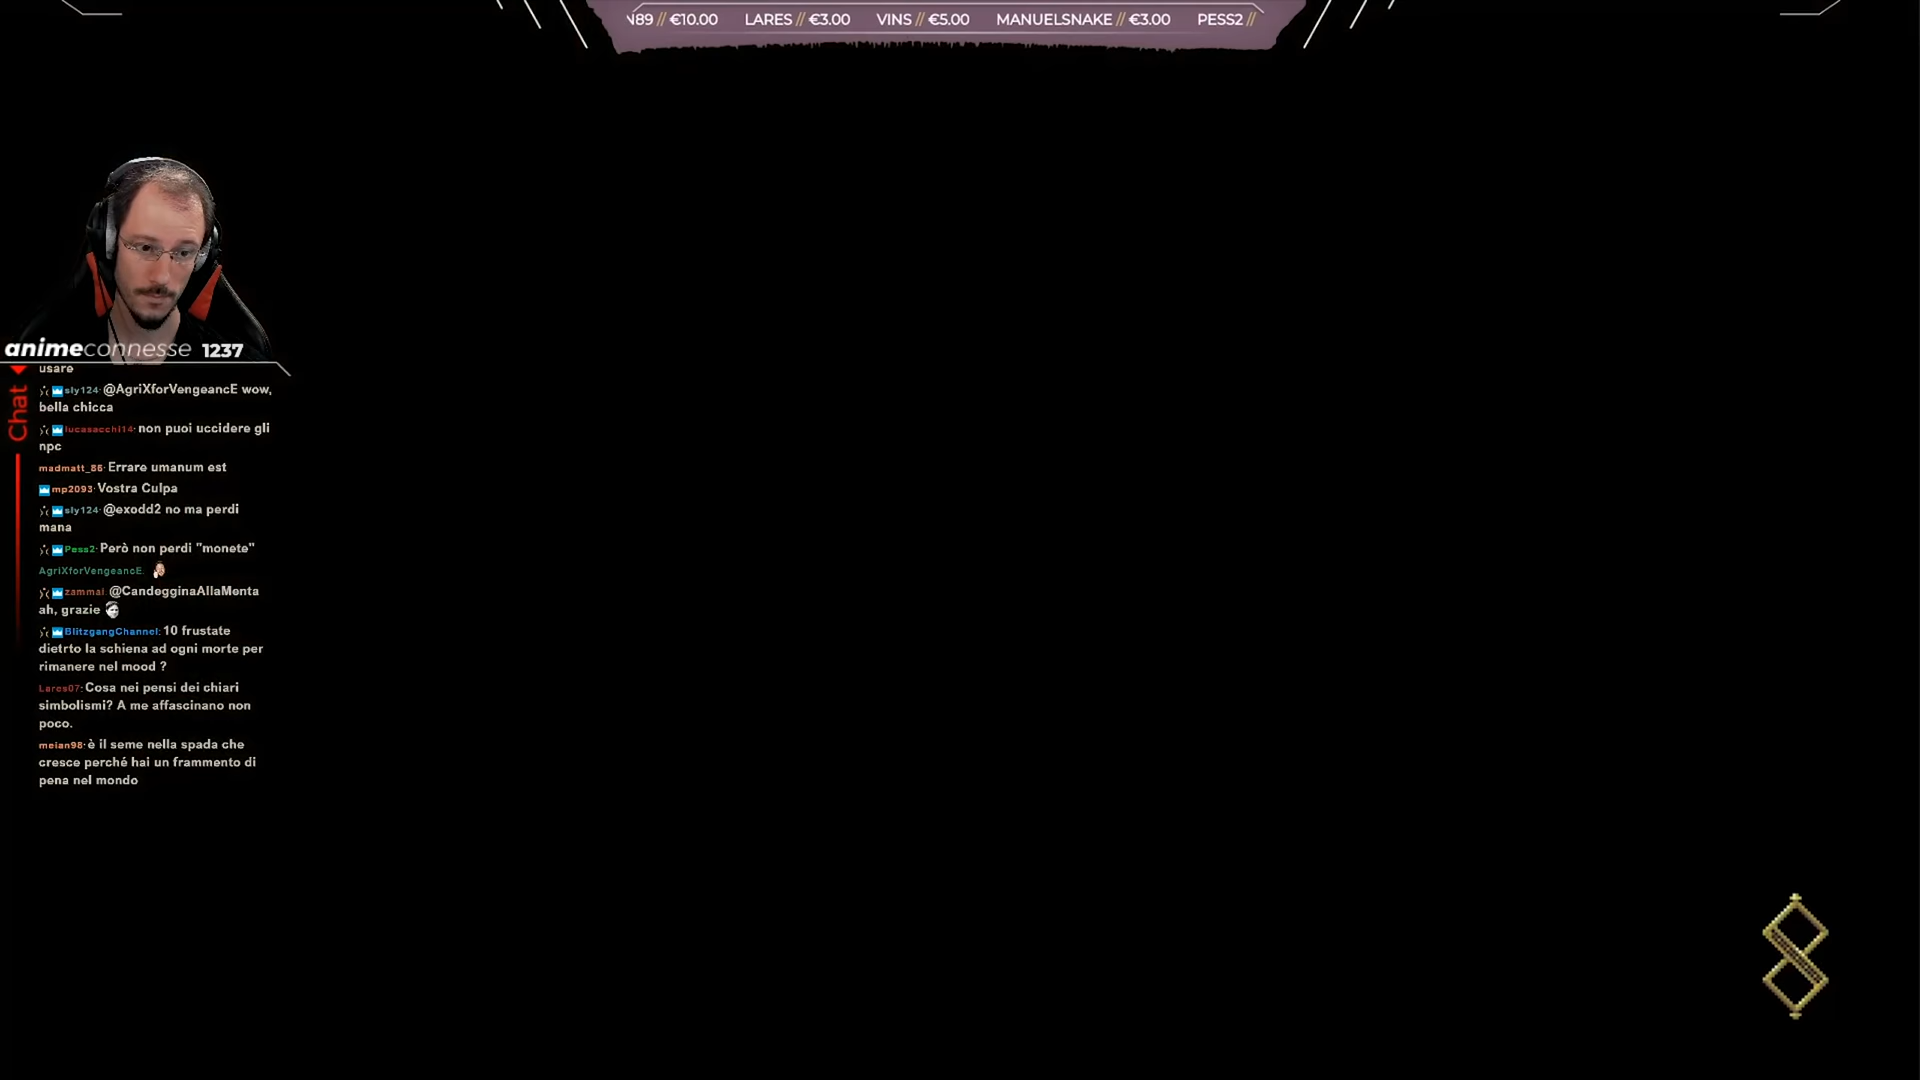 N89 // €10.00 LARES // €3.00 VINS // €5.00 MANUELSNAKE // €3.00 PESS2 //
animeconnesse 1237
Chat
usare
sly124: @AgriXforVengeancE wow,
bella chicca
lucasacchi14: non puoi uccidere gli
npc
madmatt_86: Errare umanum est
mp2093: Vostra Culpa
sly124: @exodd2 no ma perdi
mana
Pess2: Però non perdi "monete"
AgriXforVengeancE:
zammai: @CandegginaAllaMenta
ah, grazie
BlitzgangChannel: 10 frustate
dietrto la schiena ad ogni morte per
rimanere nel mood ?
Lares07: Cosa nei pensi dei chiari
simbolismi? A me affascinano non
poco.
meian98: è il seme nella spada che
cresce perché hai un frammento di
pena nel mondo